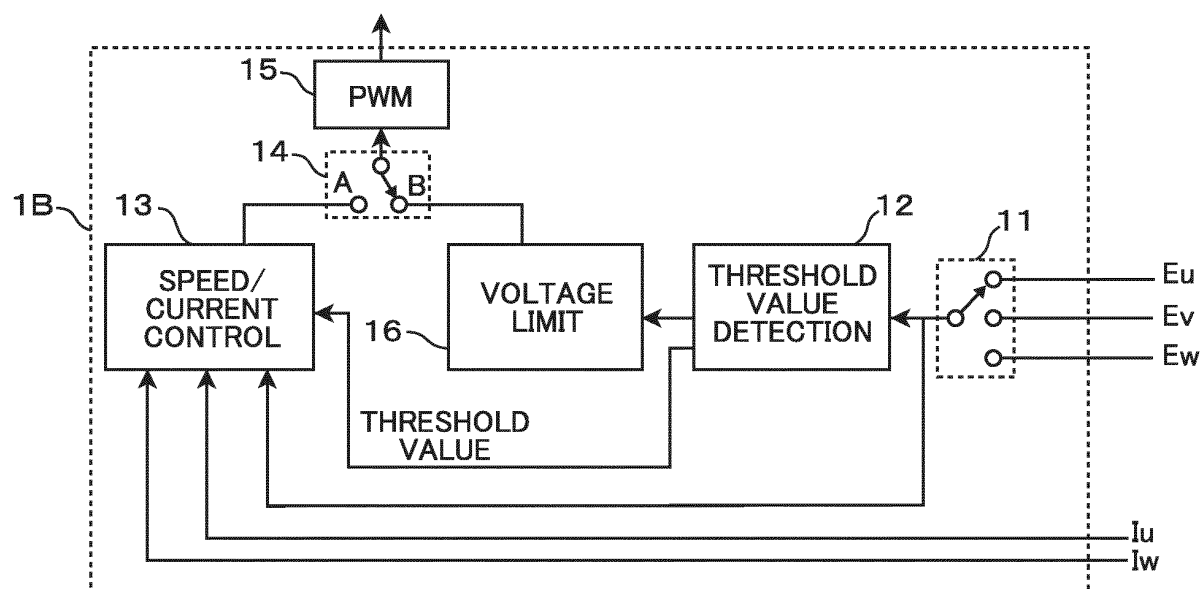 15
PWM
14
A
B
1B
13
12
11
SPEED/
CURRENT
CONTROL
16
VOLTAGE
LIMIT
THRESHOLD
VALUE
DETECTION
Eu
Ev
Ew
THRESHOLD
VALUE
Iu
Iw